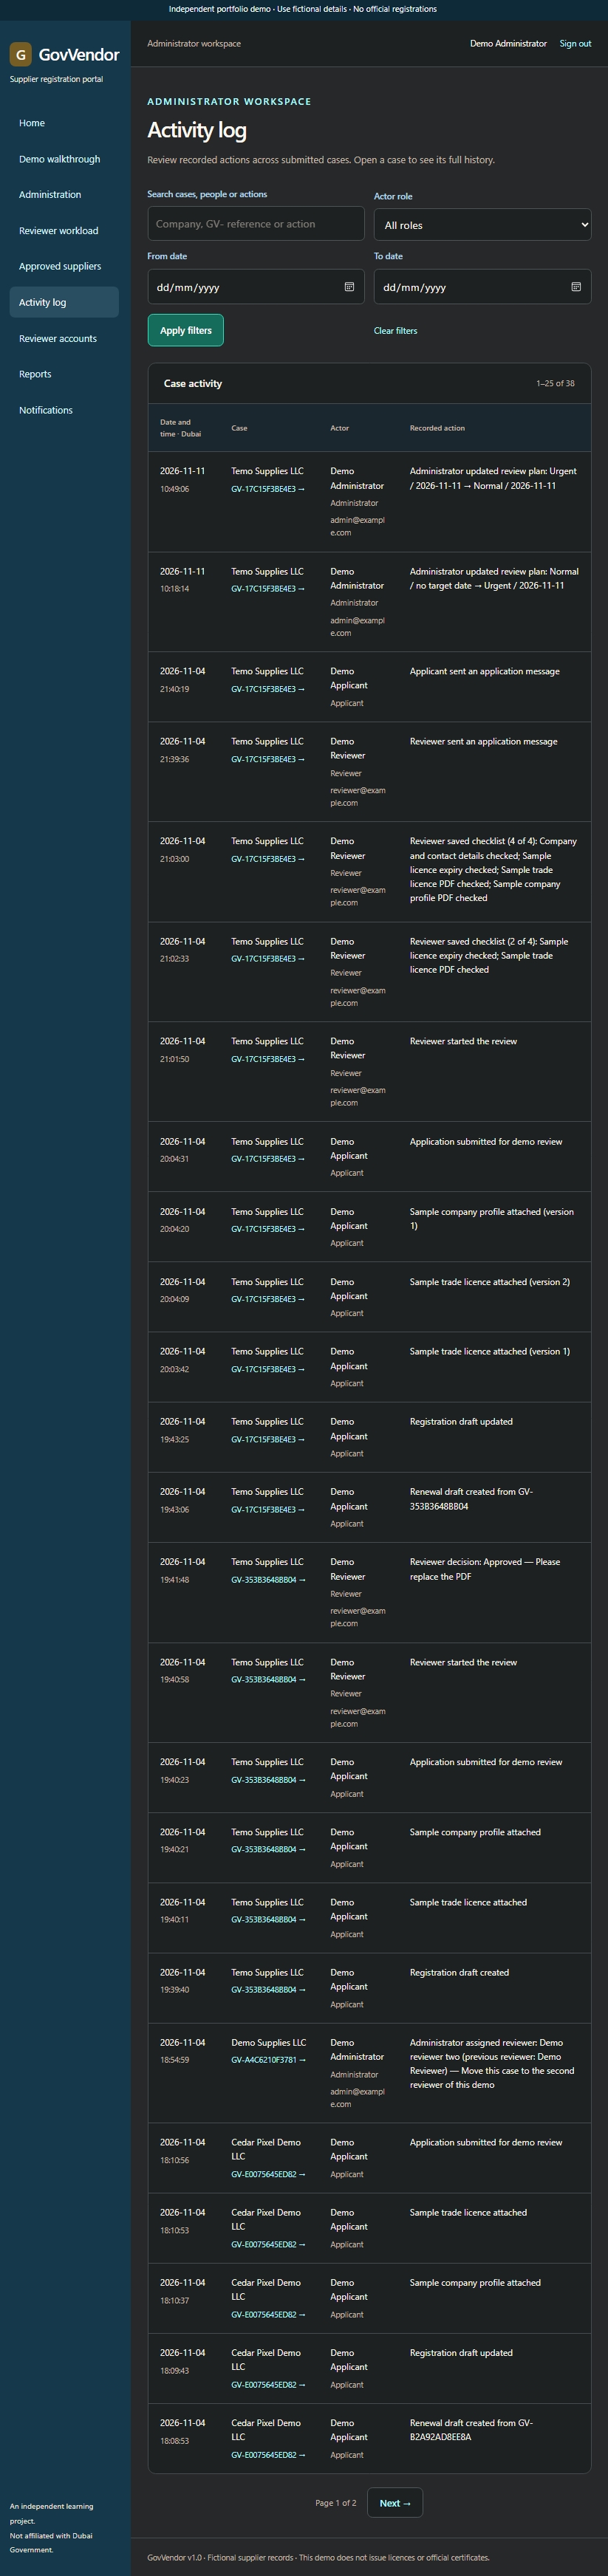 Independent portfolio demo · Use fictional details · No official registrations
G GovVendor
Supplier registration portal
Home
Demo walkthrough
Administration
Reviewer workload
Approved suppliers
Activity log
Reviewer accounts
Reports
Notifications
An independent learning
project.
Not affiliated with Dubai
Government.
Administrator workspace
Demo Administrator Sign out
ADMINISTRATOR WORKSPACE
Activity log
Review recorded actions across submitted cases. Open a case to see its full history.
Search cases, people or actions
Company, GV- reference or action
Actor role
All roles
From date
dd/mm/yyyy
To date
dd/mm/yyyy
Apply filters
Clear filters
Case activity 1–25 of 38
Date and
time · Dubai
Case
Actor
Recorded action
2026-11-11
10:49:06
Temo Supplies LLC
GV-17C15F3BE4E3 →
Demo
Administrator
Administrator
admin@exampl
e.com
Administrator updated review plan: Urgent
/ 2026-11-11 → Normal / 2026-11-11
2026-11-11
10:18:14
Temo Supplies LLC
GV-17C15F3BE4E3 →
Demo
Administrator
Administrator
admin@exampl
e.com
Administrator updated review plan: Normal
/ no target date → Urgent / 2026-11-11
2026-11-04
21:40:19
Temo Supplies LLC
GV-17C15F3BE4E3 →
Demo
Applicant
Applicant
Applicant sent an application message
2026-11-04
21:39:36
Temo Supplies LLC
GV-17C15F3BE4E3 →
Demo
Reviewer
Reviewer
reviewer@exam
ple.com
Reviewer sent an application message
2026-11-04
21:03:00
Temo Supplies LLC
GV-17C15F3BE4E3 →
Demo
Reviewer
Reviewer
reviewer@exam
ple.com
Reviewer saved checklist (4 of 4): Company
and contact details checked; Sample
licence expiry checked; Sample trade
licence PDF checked; Sample company
profile PDF checked
2026-11-04
21:02:33
Temo Supplies LLC
GV-17C15F3BE4E3 →
Demo
Reviewer
Reviewer
reviewer@exam
ple.com
Reviewer saved checklist (2 of 4): Sample
licence expiry checked; Sample trade
licence PDF checked
2026-11-04
21:01:50
Temo Supplies LLC
GV-17C15F3BE4E3 →
Demo
Reviewer
Reviewer
reviewer@exam
ple.com
Reviewer started the review
2026-11-04
20:04:31
Temo Supplies LLC
GV-17C15F3BE4E3 →
Demo
Applicant
Applicant
Application submitted for demo review
2026-11-04
20:04:20
Temo Supplies LLC
GV-17C15F3BE4E3 →
Demo
Applicant
Applicant
Sample company profile attached (version
1)
2026-11-04
20:04:09
Temo Supplies LLC
GV-17C15F3BE4E3 →
Demo
Applicant
Applicant
Sample trade licence attached (version 2)
2026-11-04
20:03:42
Temo Supplies LLC
GV-17C15F3BE4E3 →
Demo
Applicant
Applicant
Sample trade licence attached (version 1)
2026-11-04
19:43:25
Temo Supplies LLC
GV-17C15F3BE4E3 →
Demo
Applicant
Applicant
Registration draft updated
2026-11-04
19:43:06
Temo Supplies LLC
GV-17C15F3BE4E3 →
Demo
Applicant
Applicant
Renewal draft created from GV-
353B3648BB04
2026-11-04
19:41:48
Temo Supplies LLC
GV-353B3648BB04 →
Demo
Reviewer
Reviewer
reviewer@exam
ple.com
Reviewer decision: Approved — Please
replace the PDF
2026-11-04
19:40:58
Temo Supplies LLC
GV-353B3648BB04 →
Demo
Reviewer
Reviewer
reviewer@exam
ple.com
Reviewer started the review
2026-11-04
19:40:23
Temo Supplies LLC
GV-353B3648BB04 →
Demo
Applicant
Applicant
Application submitted for demo review
2026-11-04
19:40:21
Temo Supplies LLC
GV-353B3648BB04 →
Demo
Applicant
Applicant
Sample company profile attached
2026-11-04
19:40:11
Temo Supplies LLC
GV-353B3648BB04 →
Demo
Applicant
Applicant
Sample trade licence attached
2026-11-04
19:39:40
Temo Supplies LLC
GV-353B3648BB04 →
Demo
Applicant
Applicant
Registration draft created
2026-11-04
18:54:59
Demo Supplies LLC
GV-A4C6210F3781 →
Demo
Administrator
Administrator
admin@exampl
e.com
Administrator assigned reviewer: Demo
reviewer two (previous reviewer: Demo
Reviewer) — Move this case to the second
reviewer of this demo
2026-11-04
18:10:56
Cedar Pixel Demo
LLC
GV-E0075645ED82 →
Demo
Applicant
Applicant
Application submitted for demo review
2026-11-04
18:10:53
Cedar Pixel Demo
LLC
GV-E0075645ED82 →
Demo
Applicant
Applicant
Sample trade licence attached
2026-11-04
18:10:37
Cedar Pixel Demo
LLC
GV-E0075645ED82 →
Demo
Applicant
Applicant
Sample company profile attached
2026-11-04
18:09:43
Cedar Pixel Demo
LLC
GV-E0075645ED82 →
Demo
Applicant
Applicant
Registration draft updated
2026-11-04
18:08:53
Cedar Pixel Demo
LLC
GV-E0075645ED82 →
Demo
Applicant
Applicant
Renewal draft created from GV-
B2A92AD8EE8A
Page 1 of 2 Next →
GovVendor v1.0 · Fictional supplier records · This demo does not issue licences or official certificates.